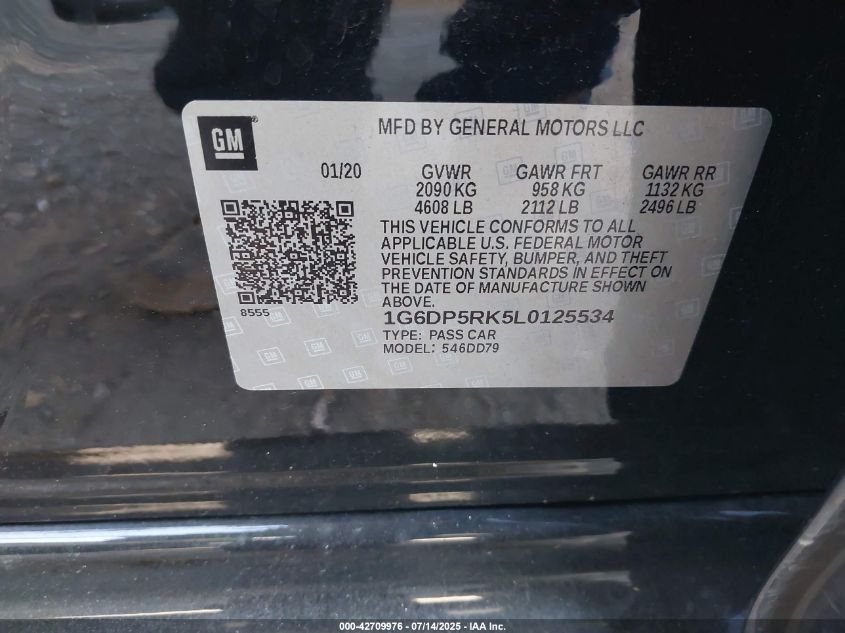 GM
MFD BY GENERAL MOTORS LLC
01/20 GVWR GAWR FRT GAWR RR
2090 KG 958 KG 1132 KG
4608 LB 2112 LB 2496 LB
THIS VEHICLE CONFORMS TO ALL
APPLICABLE U.S. FEDERAL MOTOR
VEHICLE SAFETY, BUMPER, AND THEFT
PREVENTION STANDARDS IN EFFECT ON
THE DATE OF MANUFACTURE SHOWN
ABOVE.
8555
1G6DP5RK5L0125534
TYPE: PASS CAR
MODEL: 546DD79
000-42709976 - 07/14/2025 - IAA Inc.